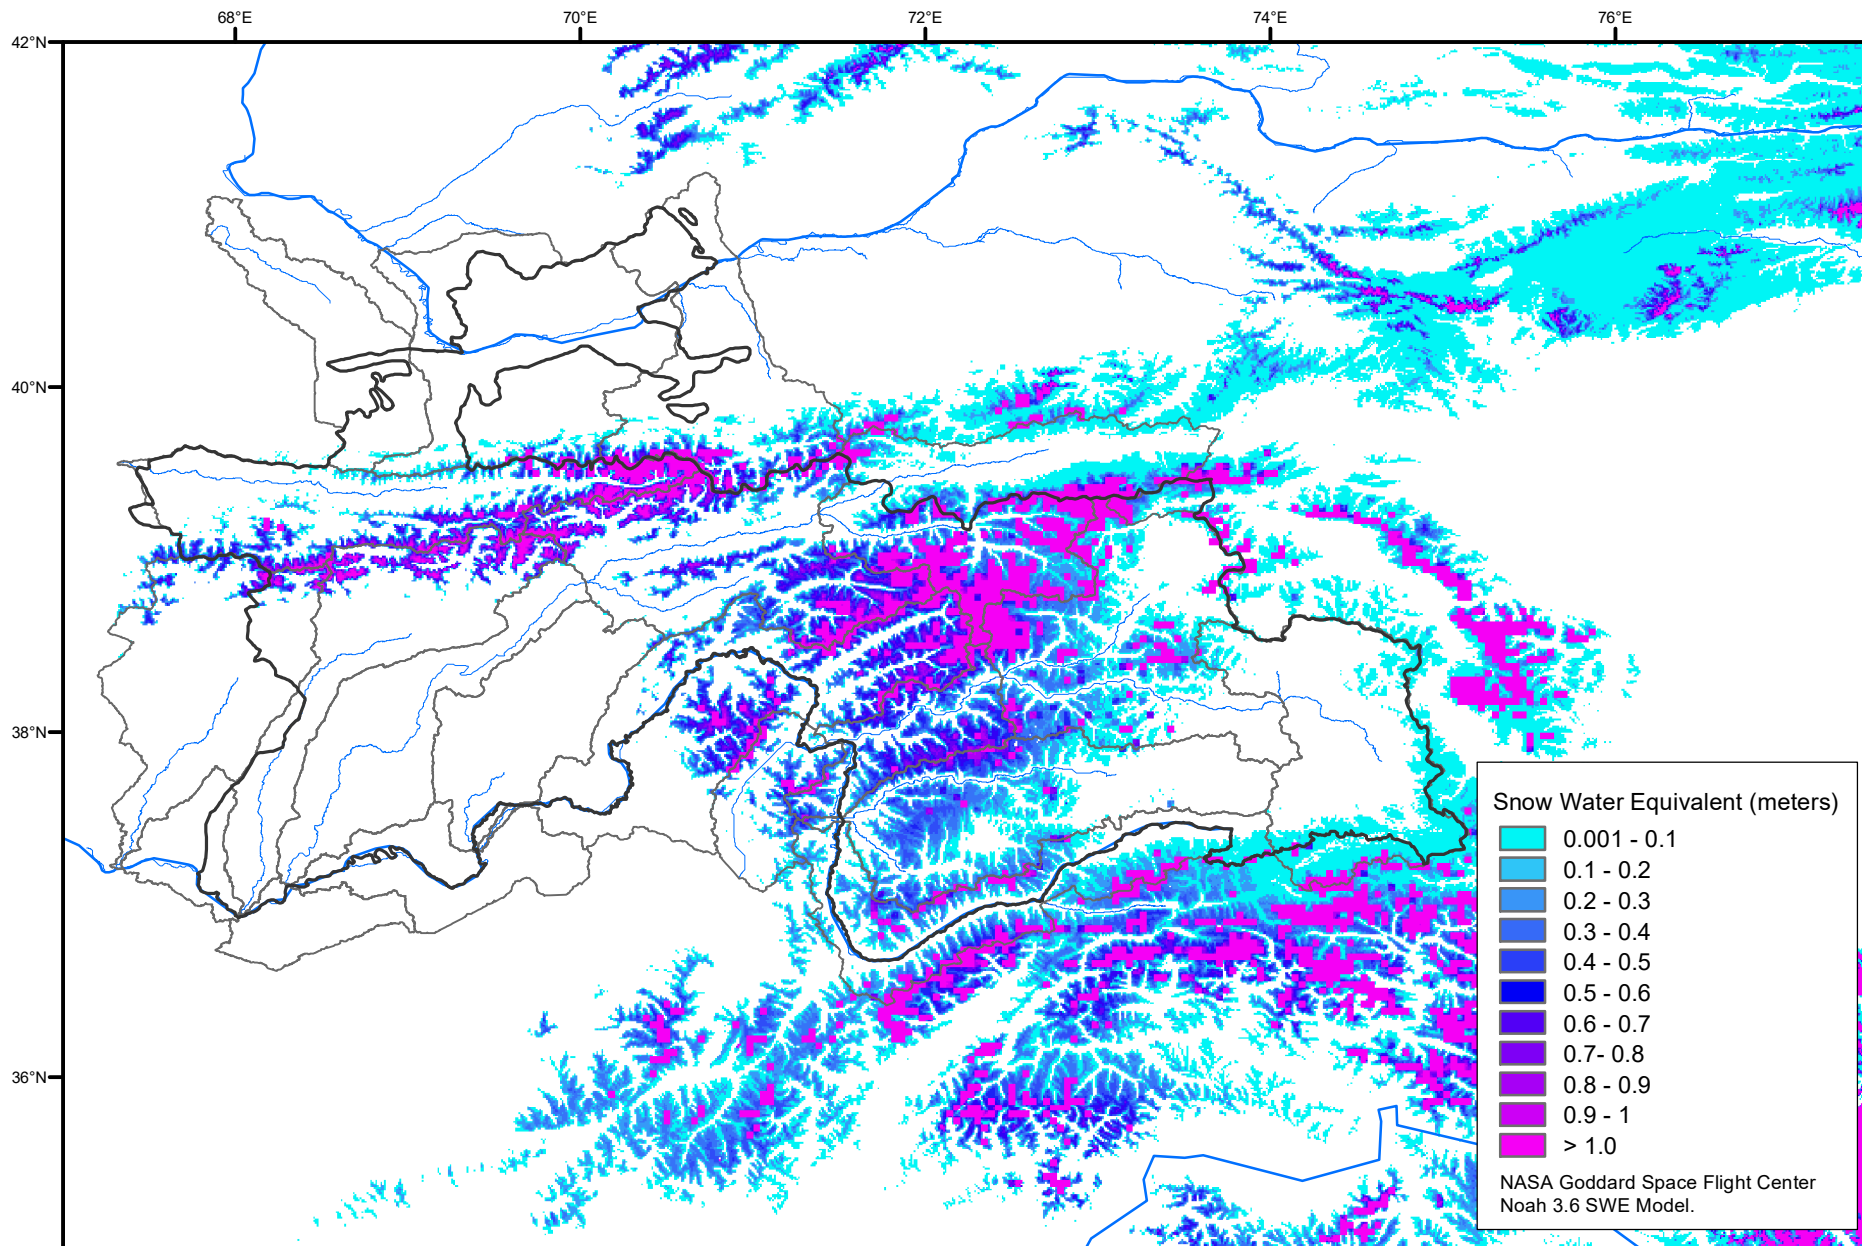 68°E 70°E 72°E 74°E 76°E
42°N
40°N
38°N
36°N
Snow Water Equivalent (meters)
0.001 - 0.1
0.1 - 0.2
0.2 - 0.3
0.3 - 0.4
0.4 - 0.5
0.5 - 0.6
0.6 - 0.7
0.7- 0.8
0.8 - 0.9
0.9 - 1
> 1.0
NASA Goddard Space Flight Center
Noah 3.6 SWE Model.